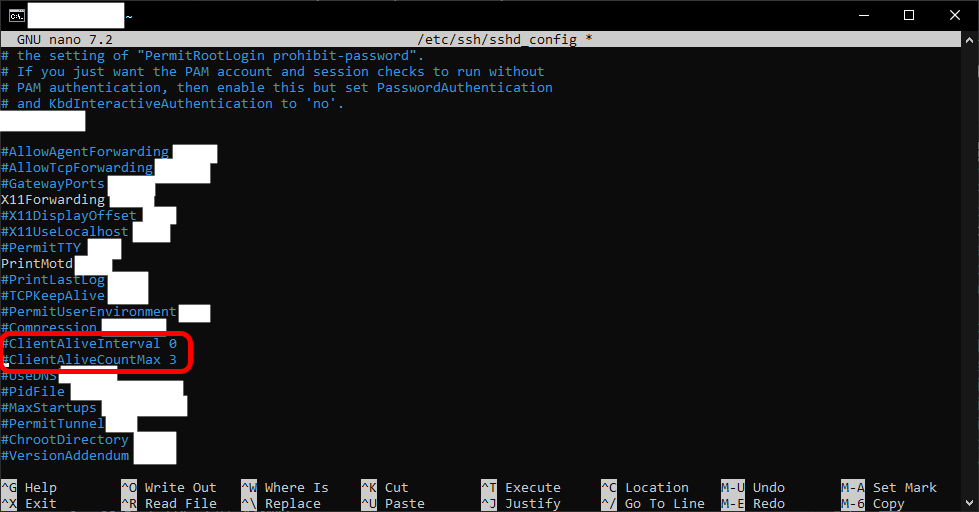 C:\. ~
GNU nano 7.2 /etc/ssh/sshd_config *
# the setting of "PermitRootLogin prohibit-password".
# If you just want the PAM account and session checks to run without
# PAM authentication, then enable this but set PasswordAuthentication
# and KbdInteractiveAuthentication to 'no'.
#AllowAgentForwarding
#AllowTcpForwarding
#GatewayPorts
X11Forwarding
#X11DisplayOffset
#X11UseLocalhost
#PermitTTY
PrintMotd
#PrintLastLog
#TCPKeepAlive
#PermitUserEnvironment
#Compression
#ClientAliveInterval 0
#ClientAliveCountMax 3
#UseDNS
#PidFile
#MaxStartups
#PermitTunnel
#ChrootDirectory
#VersionAddendum
^G Help ^O Write Out ^W Where Is ^K Cut ^T Execute ^C Location M-U Undo M-A Set Mark
^X Exit ^R Read File ^\ Replace ^U Paste ^J Justify ^/ Go To Line M-E Redo M-6 Copy